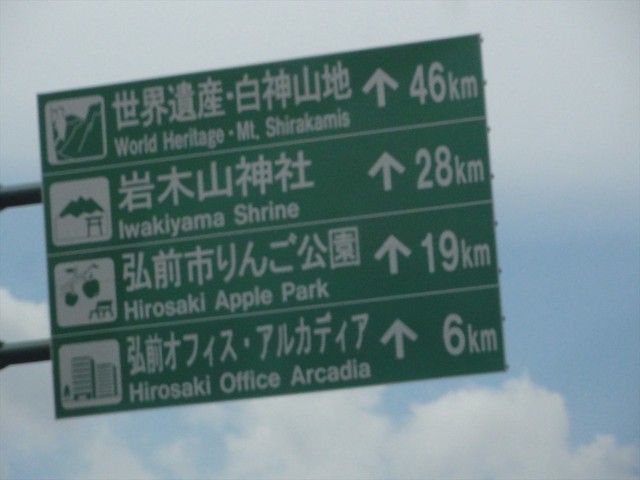 世界遺産・白神山地 ↑ 46km
World Heritage・Mt. Shirakamis
岩木山神社 ↑ 28km
Iwakiyama Shrine
弘前市りんご公園 ↑ 19km
Hirosaki Apple Park
弘前オフィス・アルカディア ↑ 6km
Hirosaki Office Arcadia